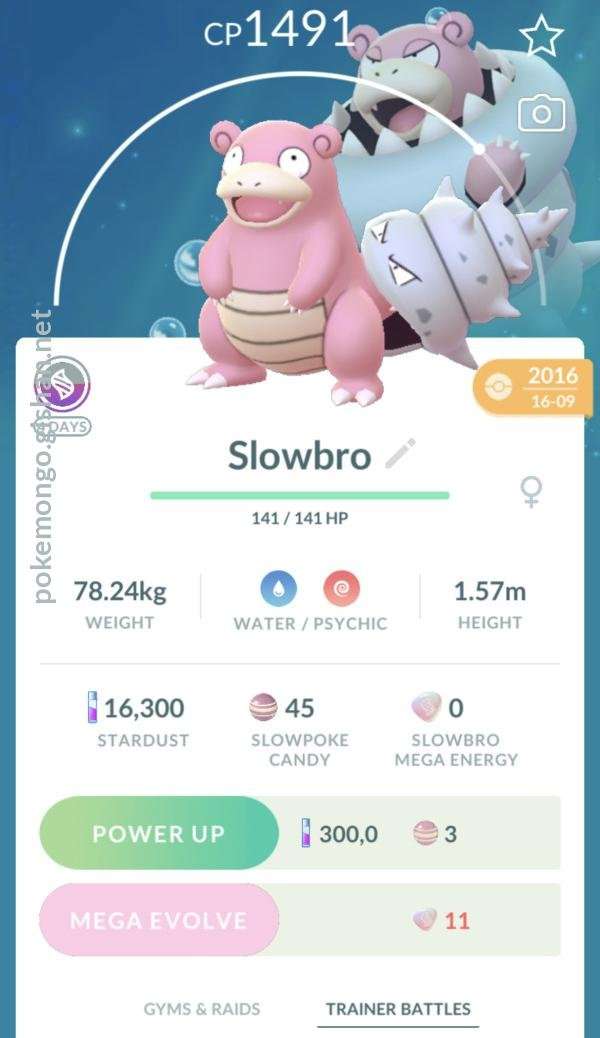 CP1491
2016
16-09
DAYS
pokemongo.gishan.net
Slowbro
141 / 141 HP
78.24kg
WEIGHT
WATER / PSYCHIC
1.57m
HEIGHT
16,300
STARDUST
45
SLOWPOKE
CANDY
0
SLOWBRO
MEGA ENERGY
POWER UP 300,0 3
MEGA EVOLVE 11
GYMS & RAIDS TRAINER BATTLES